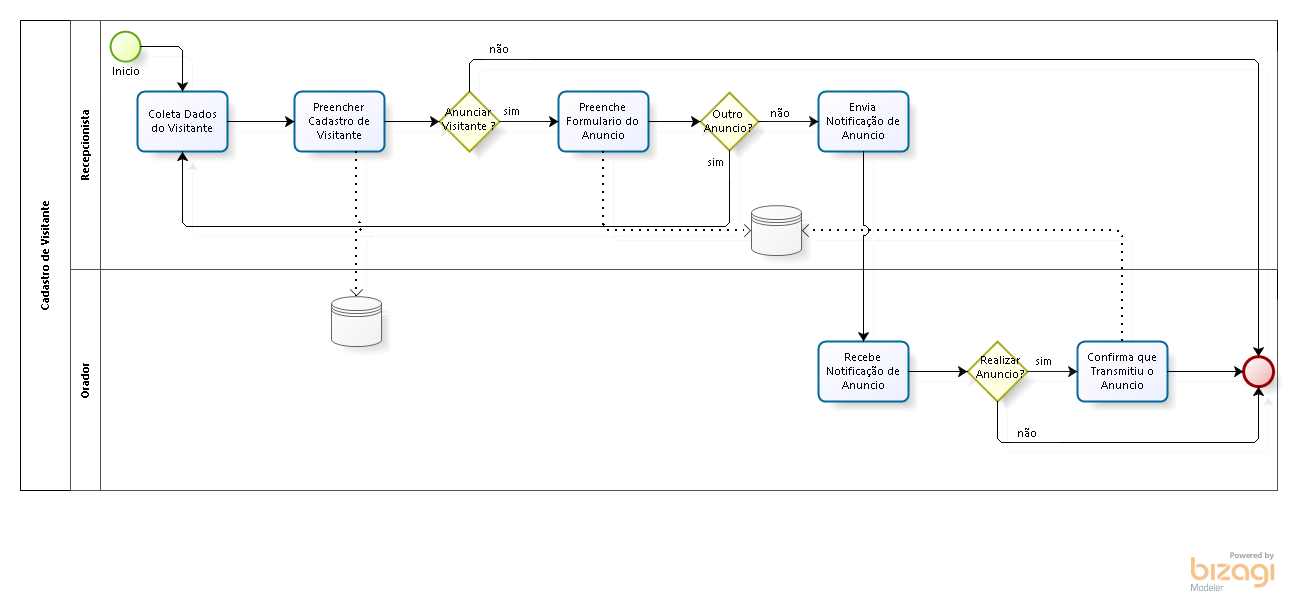 Cadastro de Visitante
Recepcionista
Inicio
Coleta Dados
do Visitante
Preencher
Cadastro de
Visitante
Anunciar
Visitante ?
não
sim
Preenche
Formulario do
Anuncio
Outro
Anuncio?
não
sim
Envia
Notificação de
Anuncio
Orador
Recebe
Notificação de
Anuncio
Realizar
Anuncio?
sim
não
Confirma que
Transmitiu o
Anuncio
Powered by
bizagi
Modeler